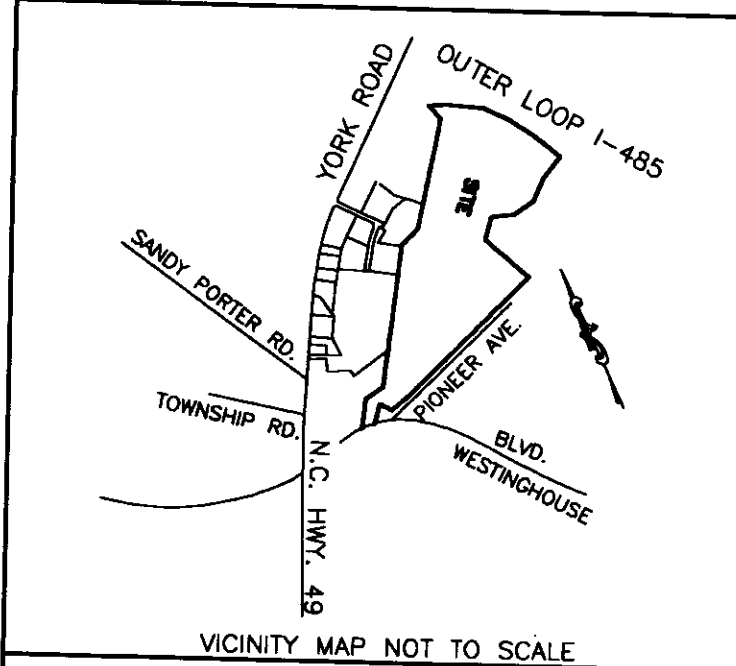 OUTER LOOP I-485
YORK ROAD
SITE
SANDY PORTER RD.
PIONEER AVE.
TOWNSHIP RD.
BLVD.
WESTINGHOUSE
N.C. HWY. 49
VICINITY MAP NOT TO SCALE